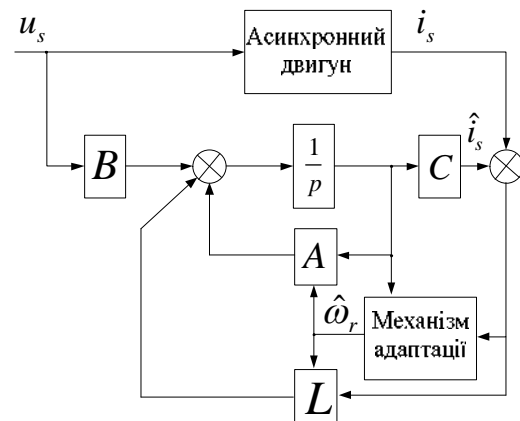 u_s
Асинхронний
двигун
i_s
B
1
p
C
î_s
A
ω̂_r
Механізм
адаптації
L